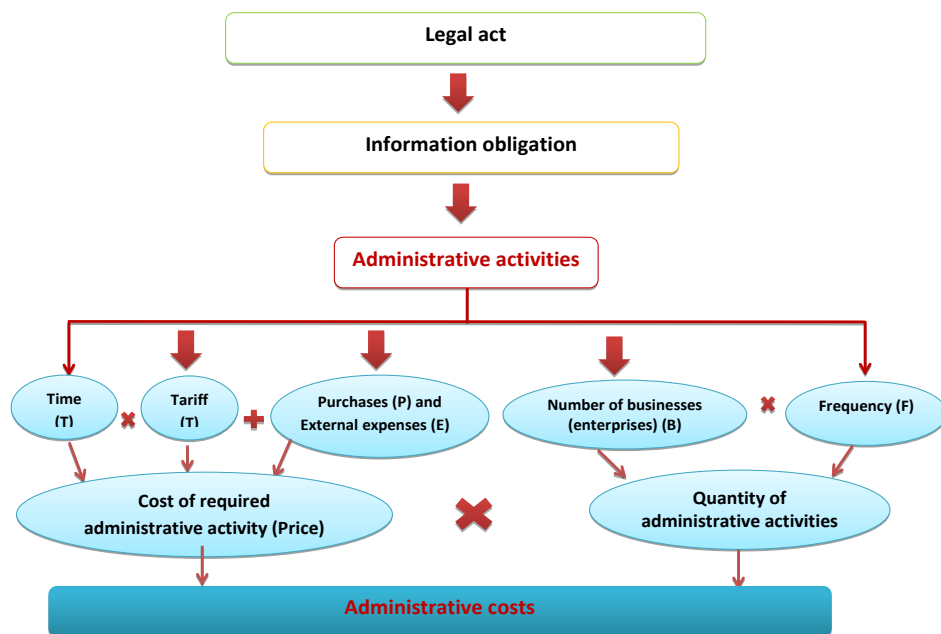 Legal act
Information obligation
Administrative activities
Time
(T)
Tariff
(T)
Purchases (P) and
External expenses (E)
Number of businesses
(enterprises) (B)
Frequency (F)
Cost of required
administrative activity (Price)
Quantity of
administrative activities
Administrative costs